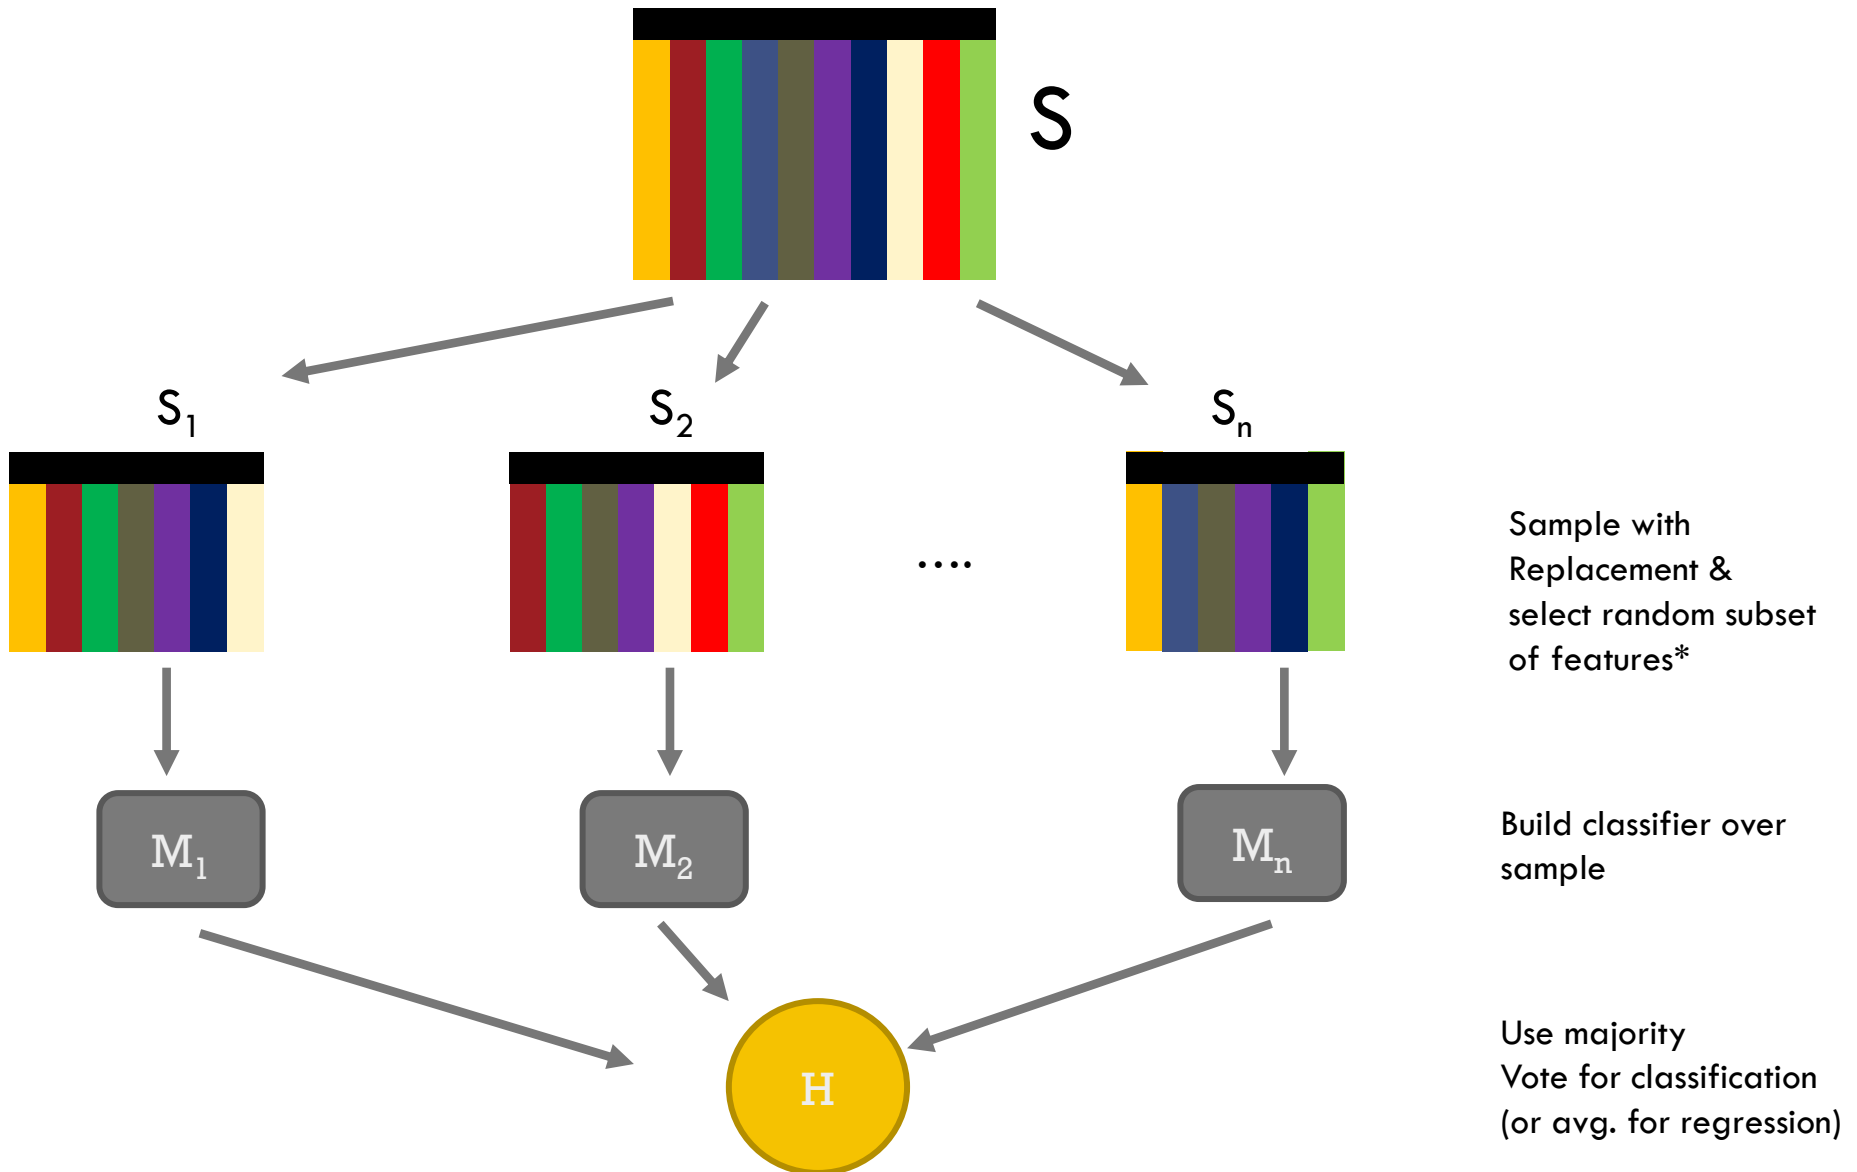 S
S₁
S₂
Sₙ
....
Sample with
Replacement &
select random subset
of features*
M₁
M₂
Mₙ
Build classifier over
sample
H
Use majority
Vote for classification
(or avg. for regression)